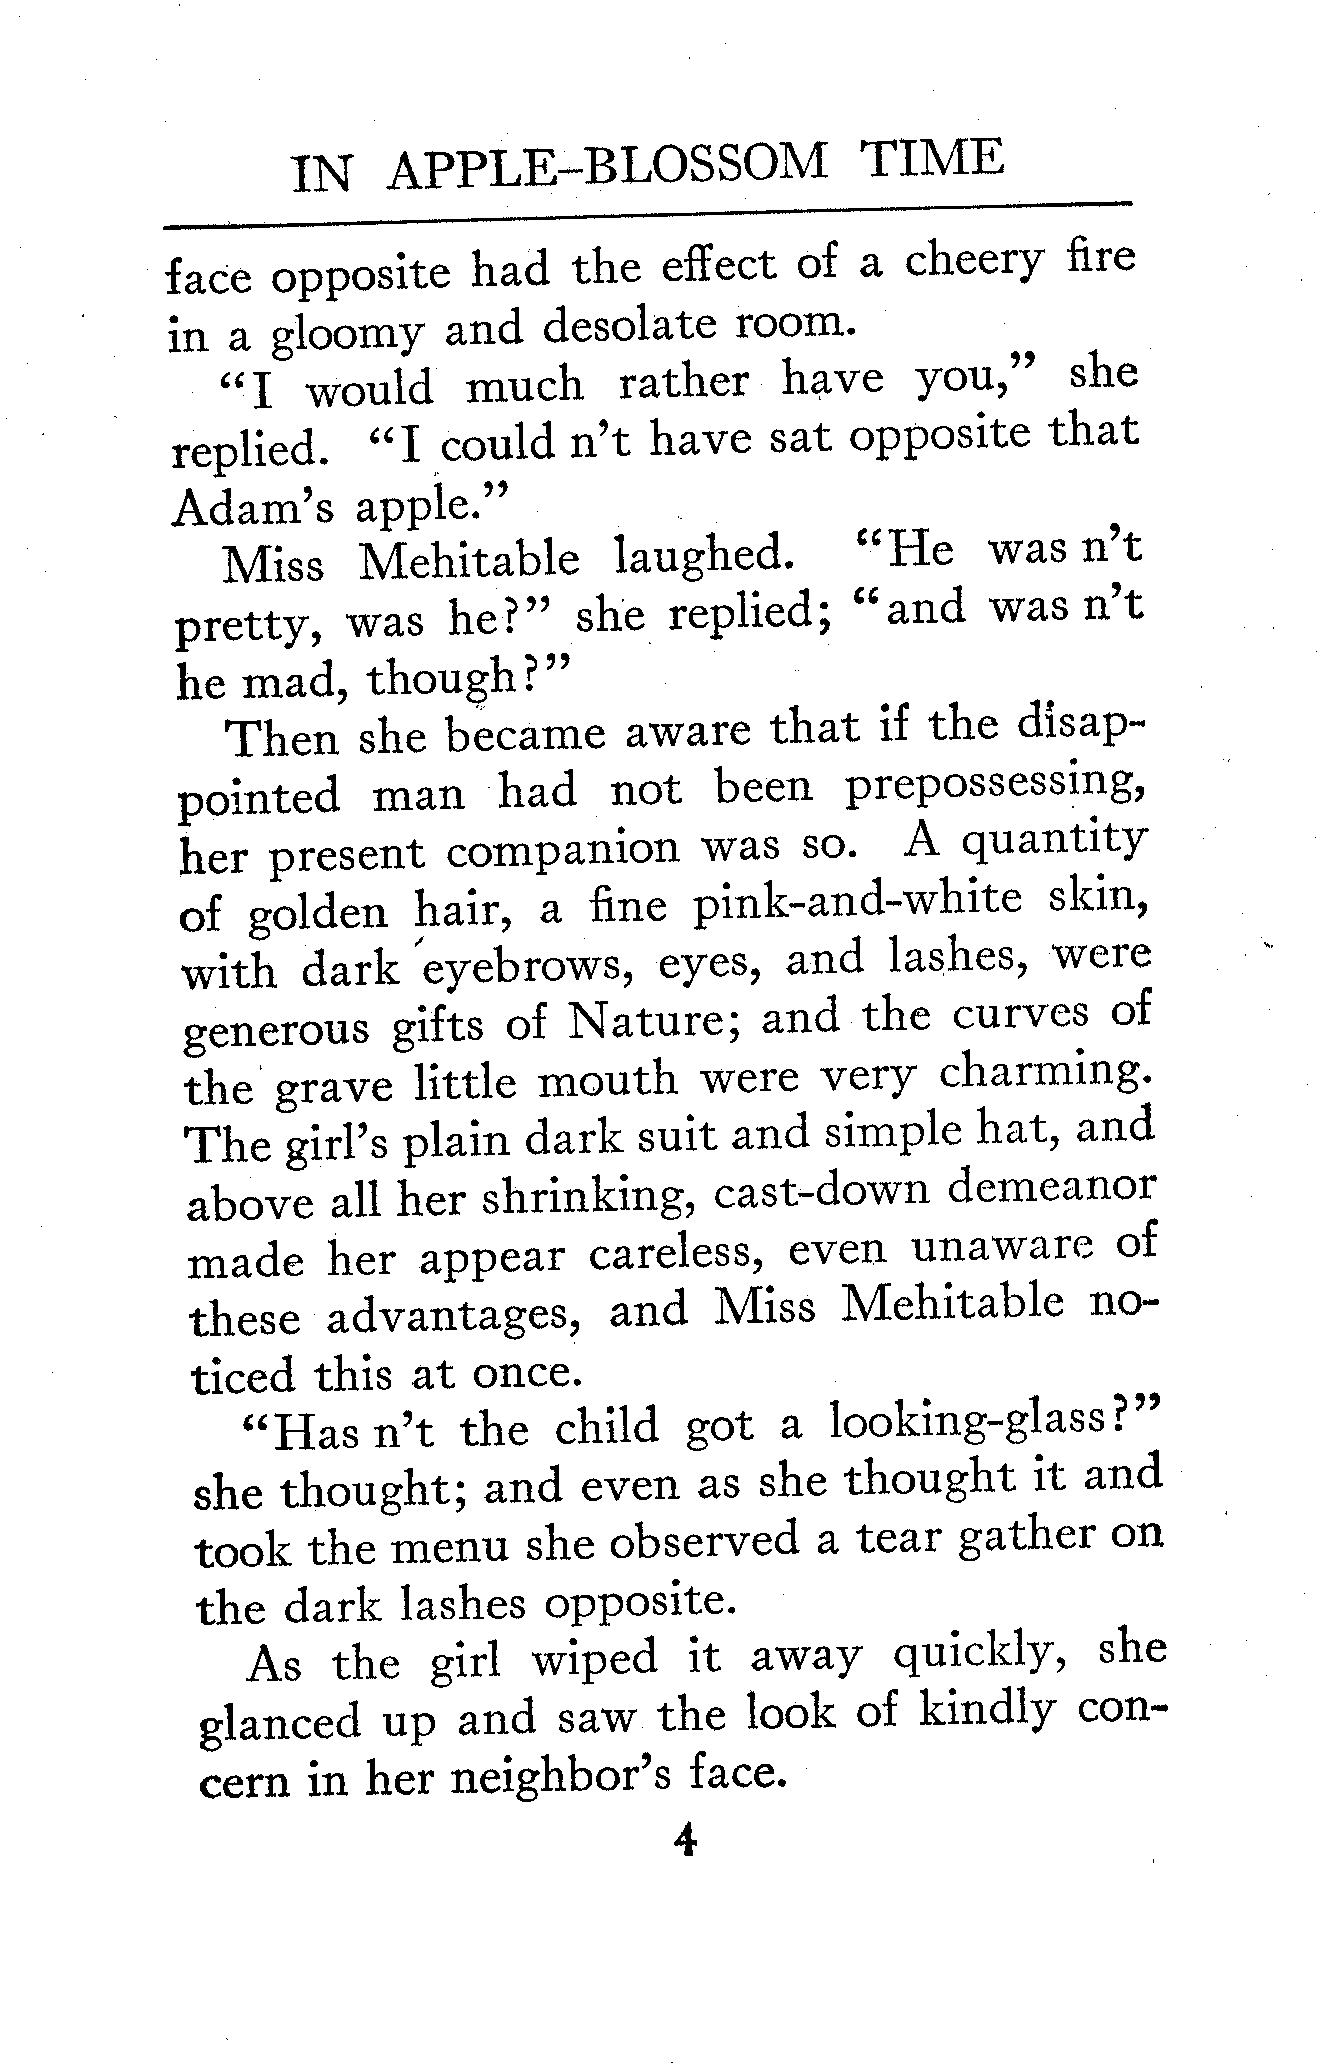 IN APPLE–BLOSSOM TIME
face opposite had the effect of a cheery fire
in a gloomy and desolate room.
“I would much rather have you,” she
replied. “I could n’t have sat opposite that
Adam’s apple.”
Miss Mehitable laughed. “He was n’t
pretty, was he?” she replied; “and was n’t
he mad, though?”
Then she became aware that if the disap-
pointed man had not been prepossessing,
her present companion was so. A quantity
of golden hair, a fine pink-and-white skin,
with dark eyebrows, eyes, and lashes, were
generous gifts of Nature; and the curves of
the grave little mouth were very charming.
The girl’s plain dark suit and simple hat, and
above all her shrinking, cast-down demeanor
made her appear careless, even unaware of
these advantages, and Miss Mehitable no-
ticed this at once.
“Has n’t the child got a looking-glass?”
she thought; and even as she thought it and
took the menu she observed a tear gather on
the dark lashes opposite.
As the girl wiped it away quickly, she
glanced up and saw the look of kindly con-
cern in her neighbor’s face.
4